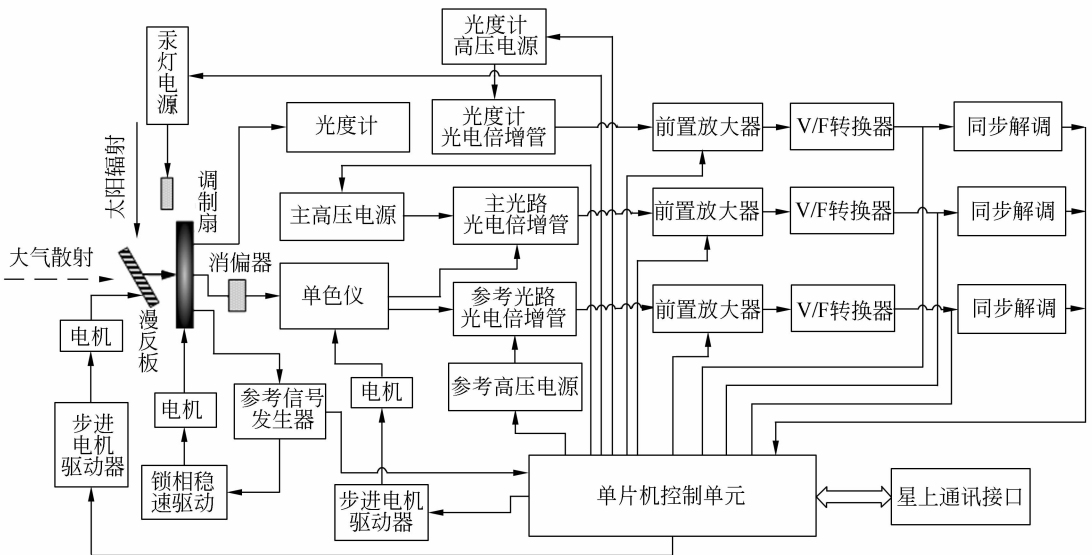 汞灯电源
光度计
高压电源
光度计
光度计
光电倍增管
前置放大器
V/F转换器
同步解调
太阳辐射
调制扇
主高压电源
主光路
光电倍增管
前置放大器
V/F转换器
同步解调
大气散射
消偏器
单色仪
参考光路
光电倍增管
前置放大器
V/F转换器
同步解调
漫反板
电机
电机
参考信号
发生器
电机
参考高压电源
步进
电机
驱动器
锁相稳
速驱动
步进电机
驱动器
单片机控制单元
星上通讯接口